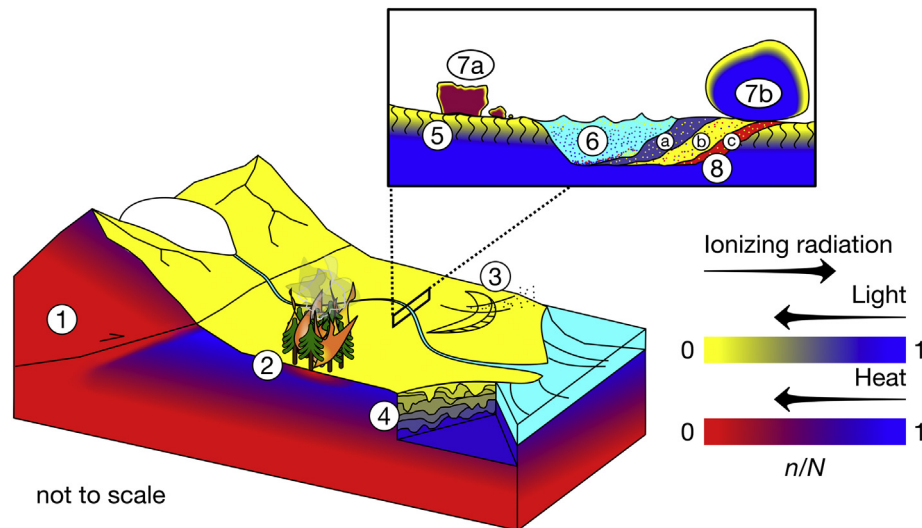 7a
7b
5
6
a
b
c
8
3
1
2
4
Ionizing radiation
Light
0
1
Heat
0
1
n/N
not to scale